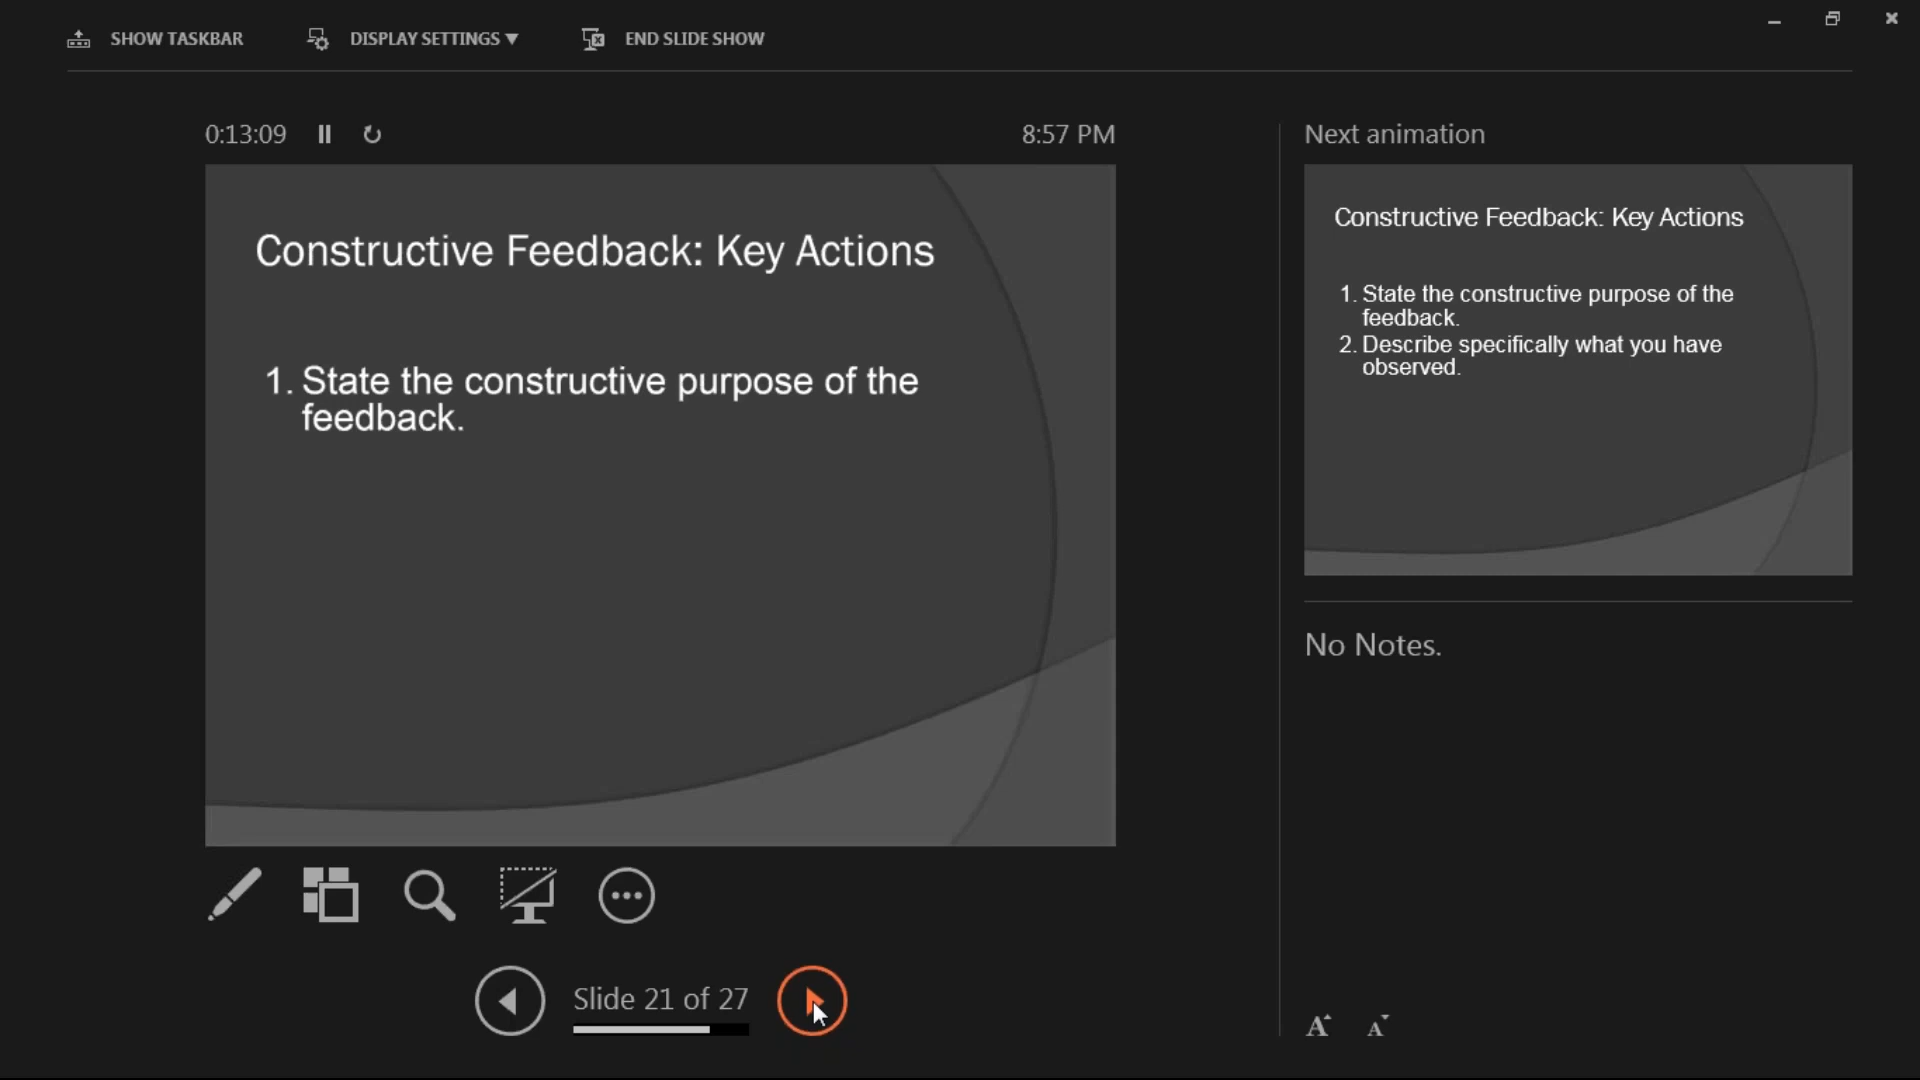 SHOW TASKBAR
DISPLAY SETTINGS ▼
END SLIDE SHOW
0:13:09
8:57 PM
Constructive Feedback: Key Actions
1. State the constructive purpose of the
feedback.
Slide 21 of 27
Next animation
Constructive Feedback: Key Actions
1. State the constructive purpose of the
feedback.
2. Describe specifically what you have
observed.
No Notes.
A A